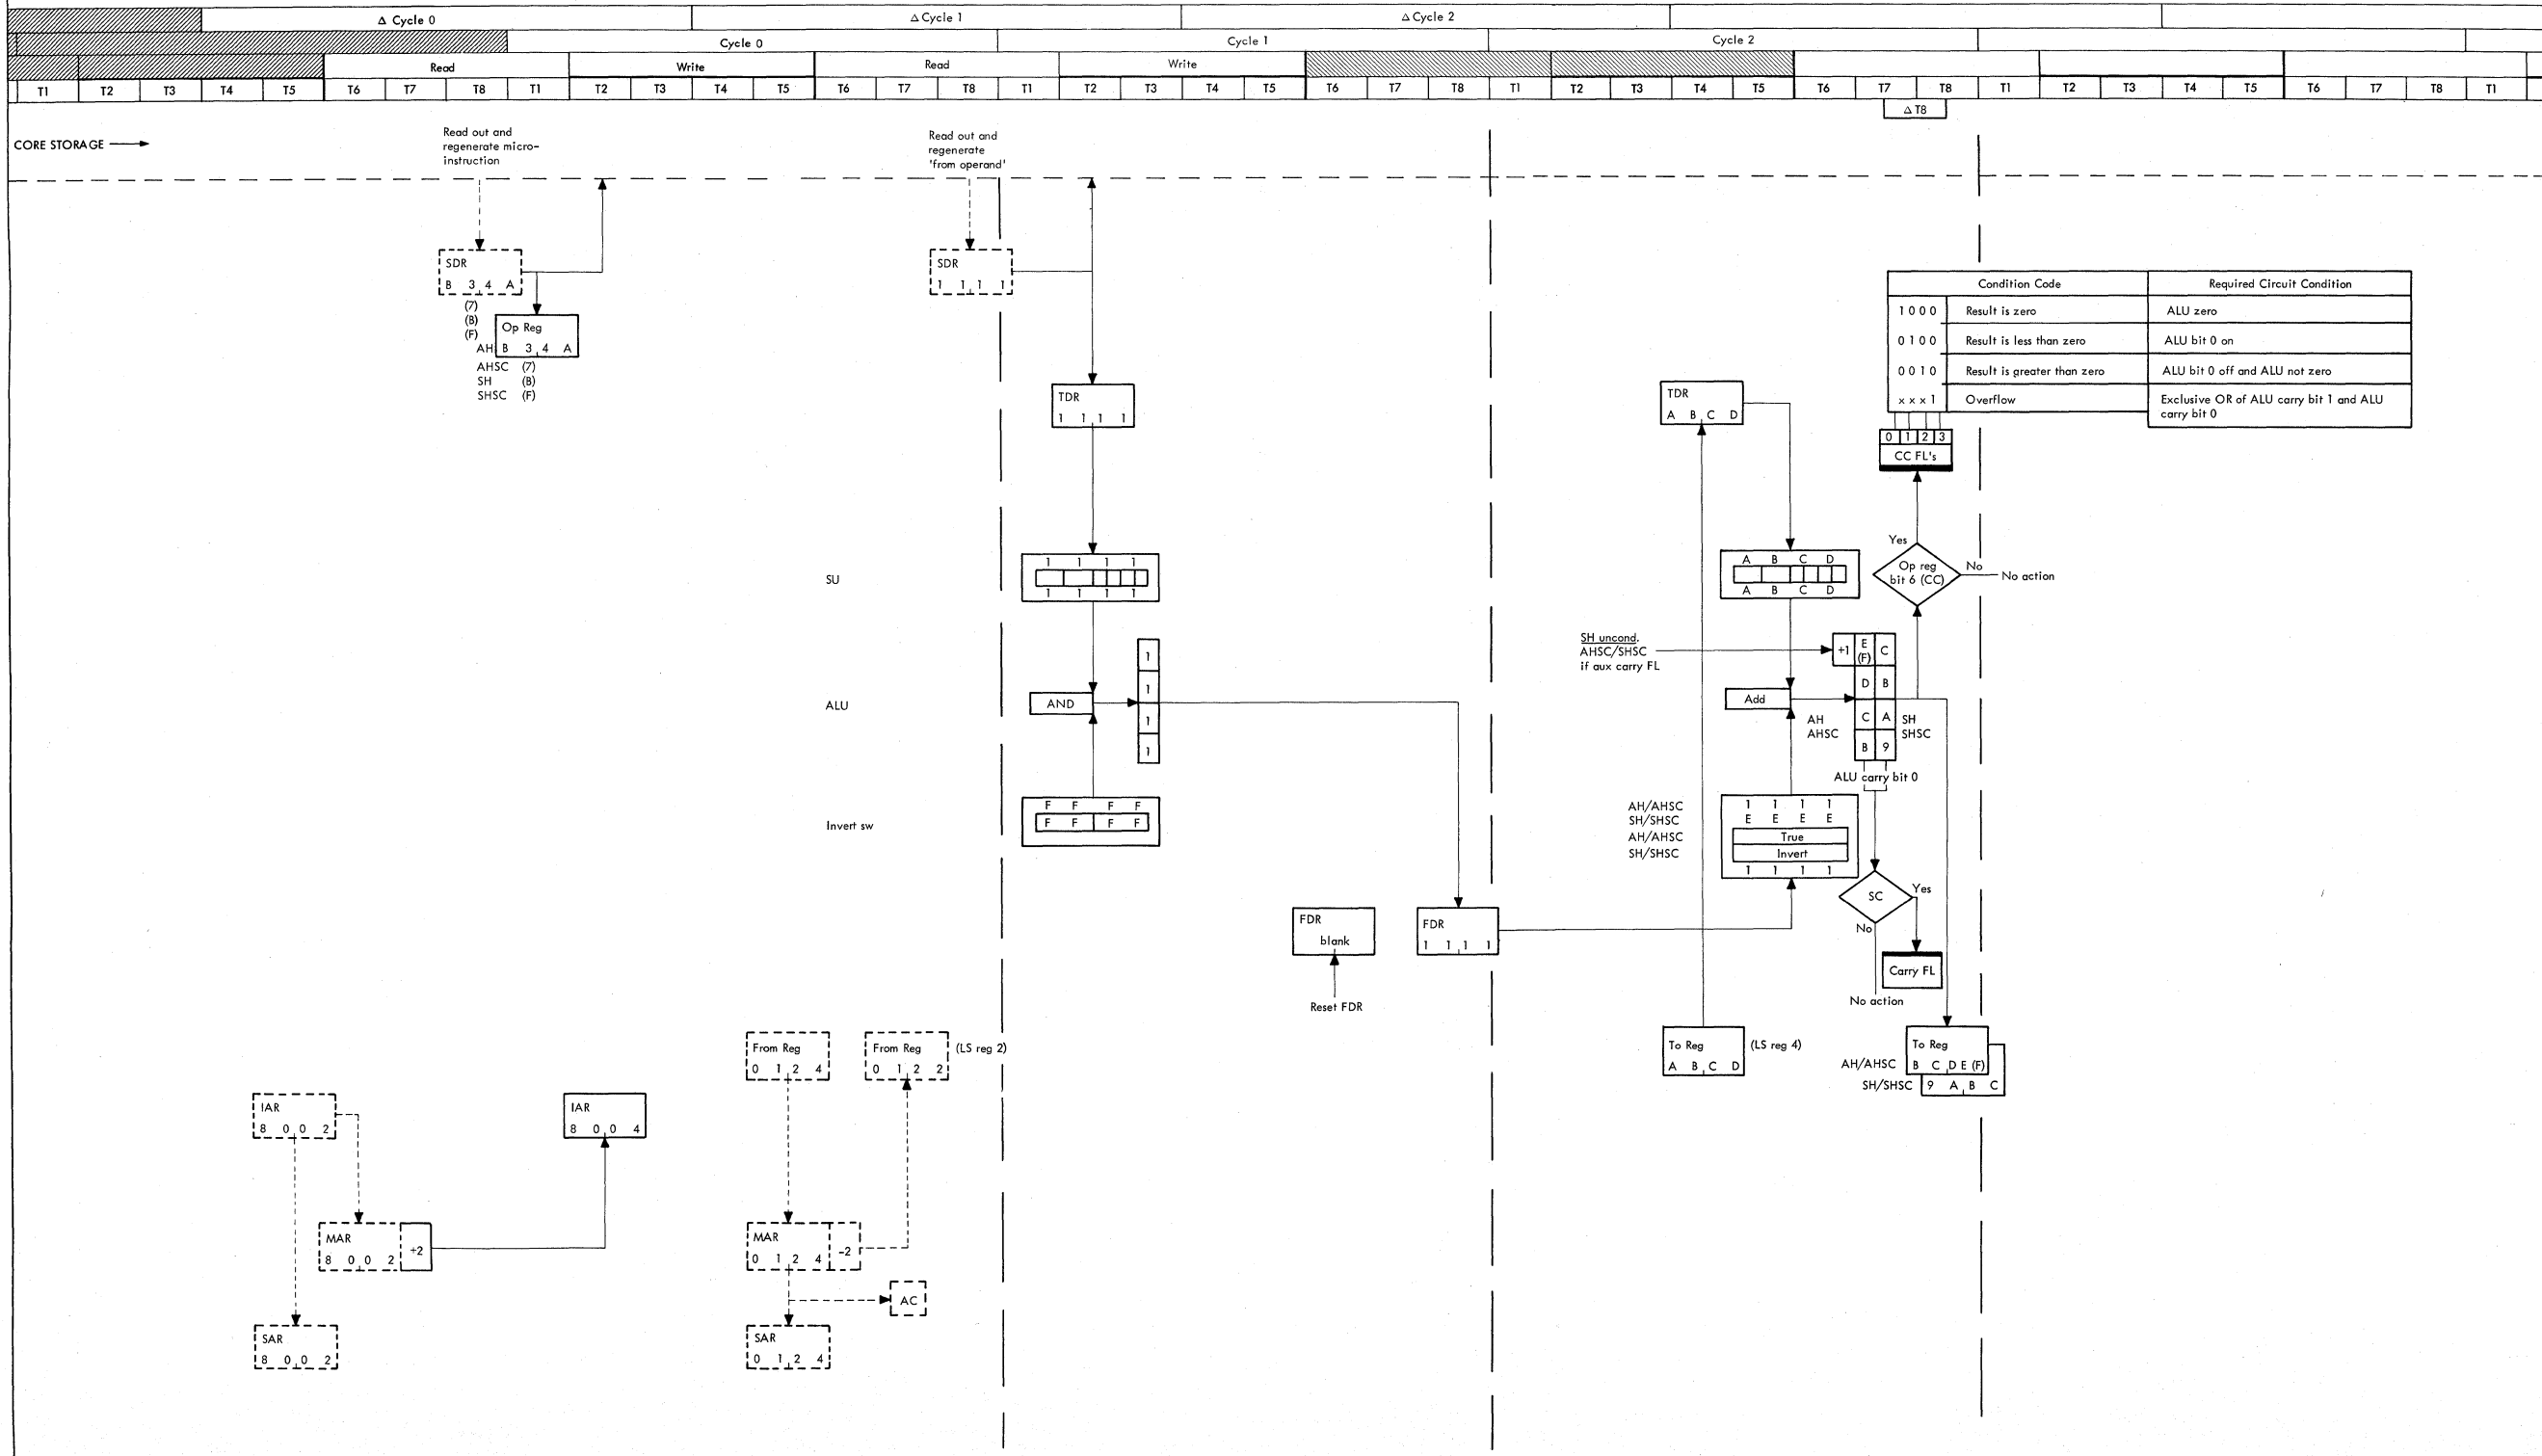 Δ Cycle 0 Δ Cycle 1 Δ Cycle 2
Cycle 0 Cycle 1 Cycle 2
Read Write Read Write
T1 T2 T3 T4 T5 T6 T7 T8 T1 T2 T3 T4 T5 T6 T7 T8 T1 T2 T3 T4 T5 T6 T7 T8 T1 T2 T3 T4 T5 T6 T7 T8 T1 T2 T3 T4 T5 T6 T7 T8 T1
Δ T8
CORE STORAGE
Read out and
regenerate micro-
instruction
Read out and
regenerate
'from operand'
SDR
B 3 4 A
(7)
(B)
(F)
Op Reg
AH B 3 4 A
AHSC (7)
SH (B)
SHSC (F)
SDR
1 1 1 1
TDR
1 1 1 1
TDR
A B C D
Condition Code Required Circuit Condition
1 0 0 0 Result is zero ALU zero
0 1 0 0 Result is less than zero ALU bit 0 on
0 0 1 0 Result is greater than zero ALU bit 0 off and ALU not zero
x x x 1 Overflow Exclusive OR of ALU carry bit 1 and ALU
carry bit 0
0 1 2 3
CC FL's
SU
1 1 1 1
1 1 1 1
A B C D
A B C D
Yes
Op reg
bit 6 (CC)
No
No action
SH uncond.
AHSC/SHSC
if aux carry FL
+1 E (F) C
D B
C A
B 9
ALU
AND
1
1
1
1
Add
AH
AHSC
SH
SHSC
ALU carry bit 0
Invert sw
F F F F
F F F F
AH/AHSC 1 1 1 1
SH/SHSC E E E E
AH/AHSC True
SH/SHSC Invert
1 1 1 1
SC
Yes
No
Carry FL
No action
FDR
blank
Reset FDR
FDR
1 1 1 1
From Reg
0 1 2 4
From Reg
0 1 2 2
(LS reg 2)
To Reg
A B C D
(LS reg 4)
To Reg
AH/AHSC B C D E (F)
SH/SHSC 9 A B C
IAR
8 0 0 2
IAR
8 0 0 4
MAR
8 0 0 2
+2
MAR
0 1 2 4
-2
AC
SAR
8 0 0 2
SAR
0 1 2 4